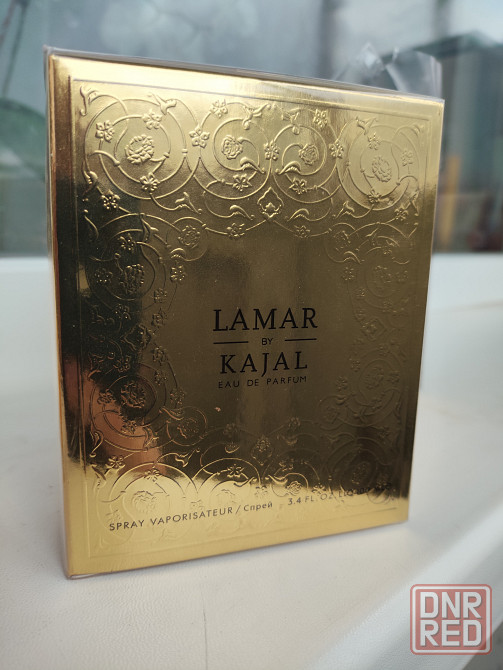 LAMAR
BY
KAJAL
EAU DE PARFUM
SPRAY VAPORISATEUR / Спрей 3.4 FL. OZ.
DNR
RED